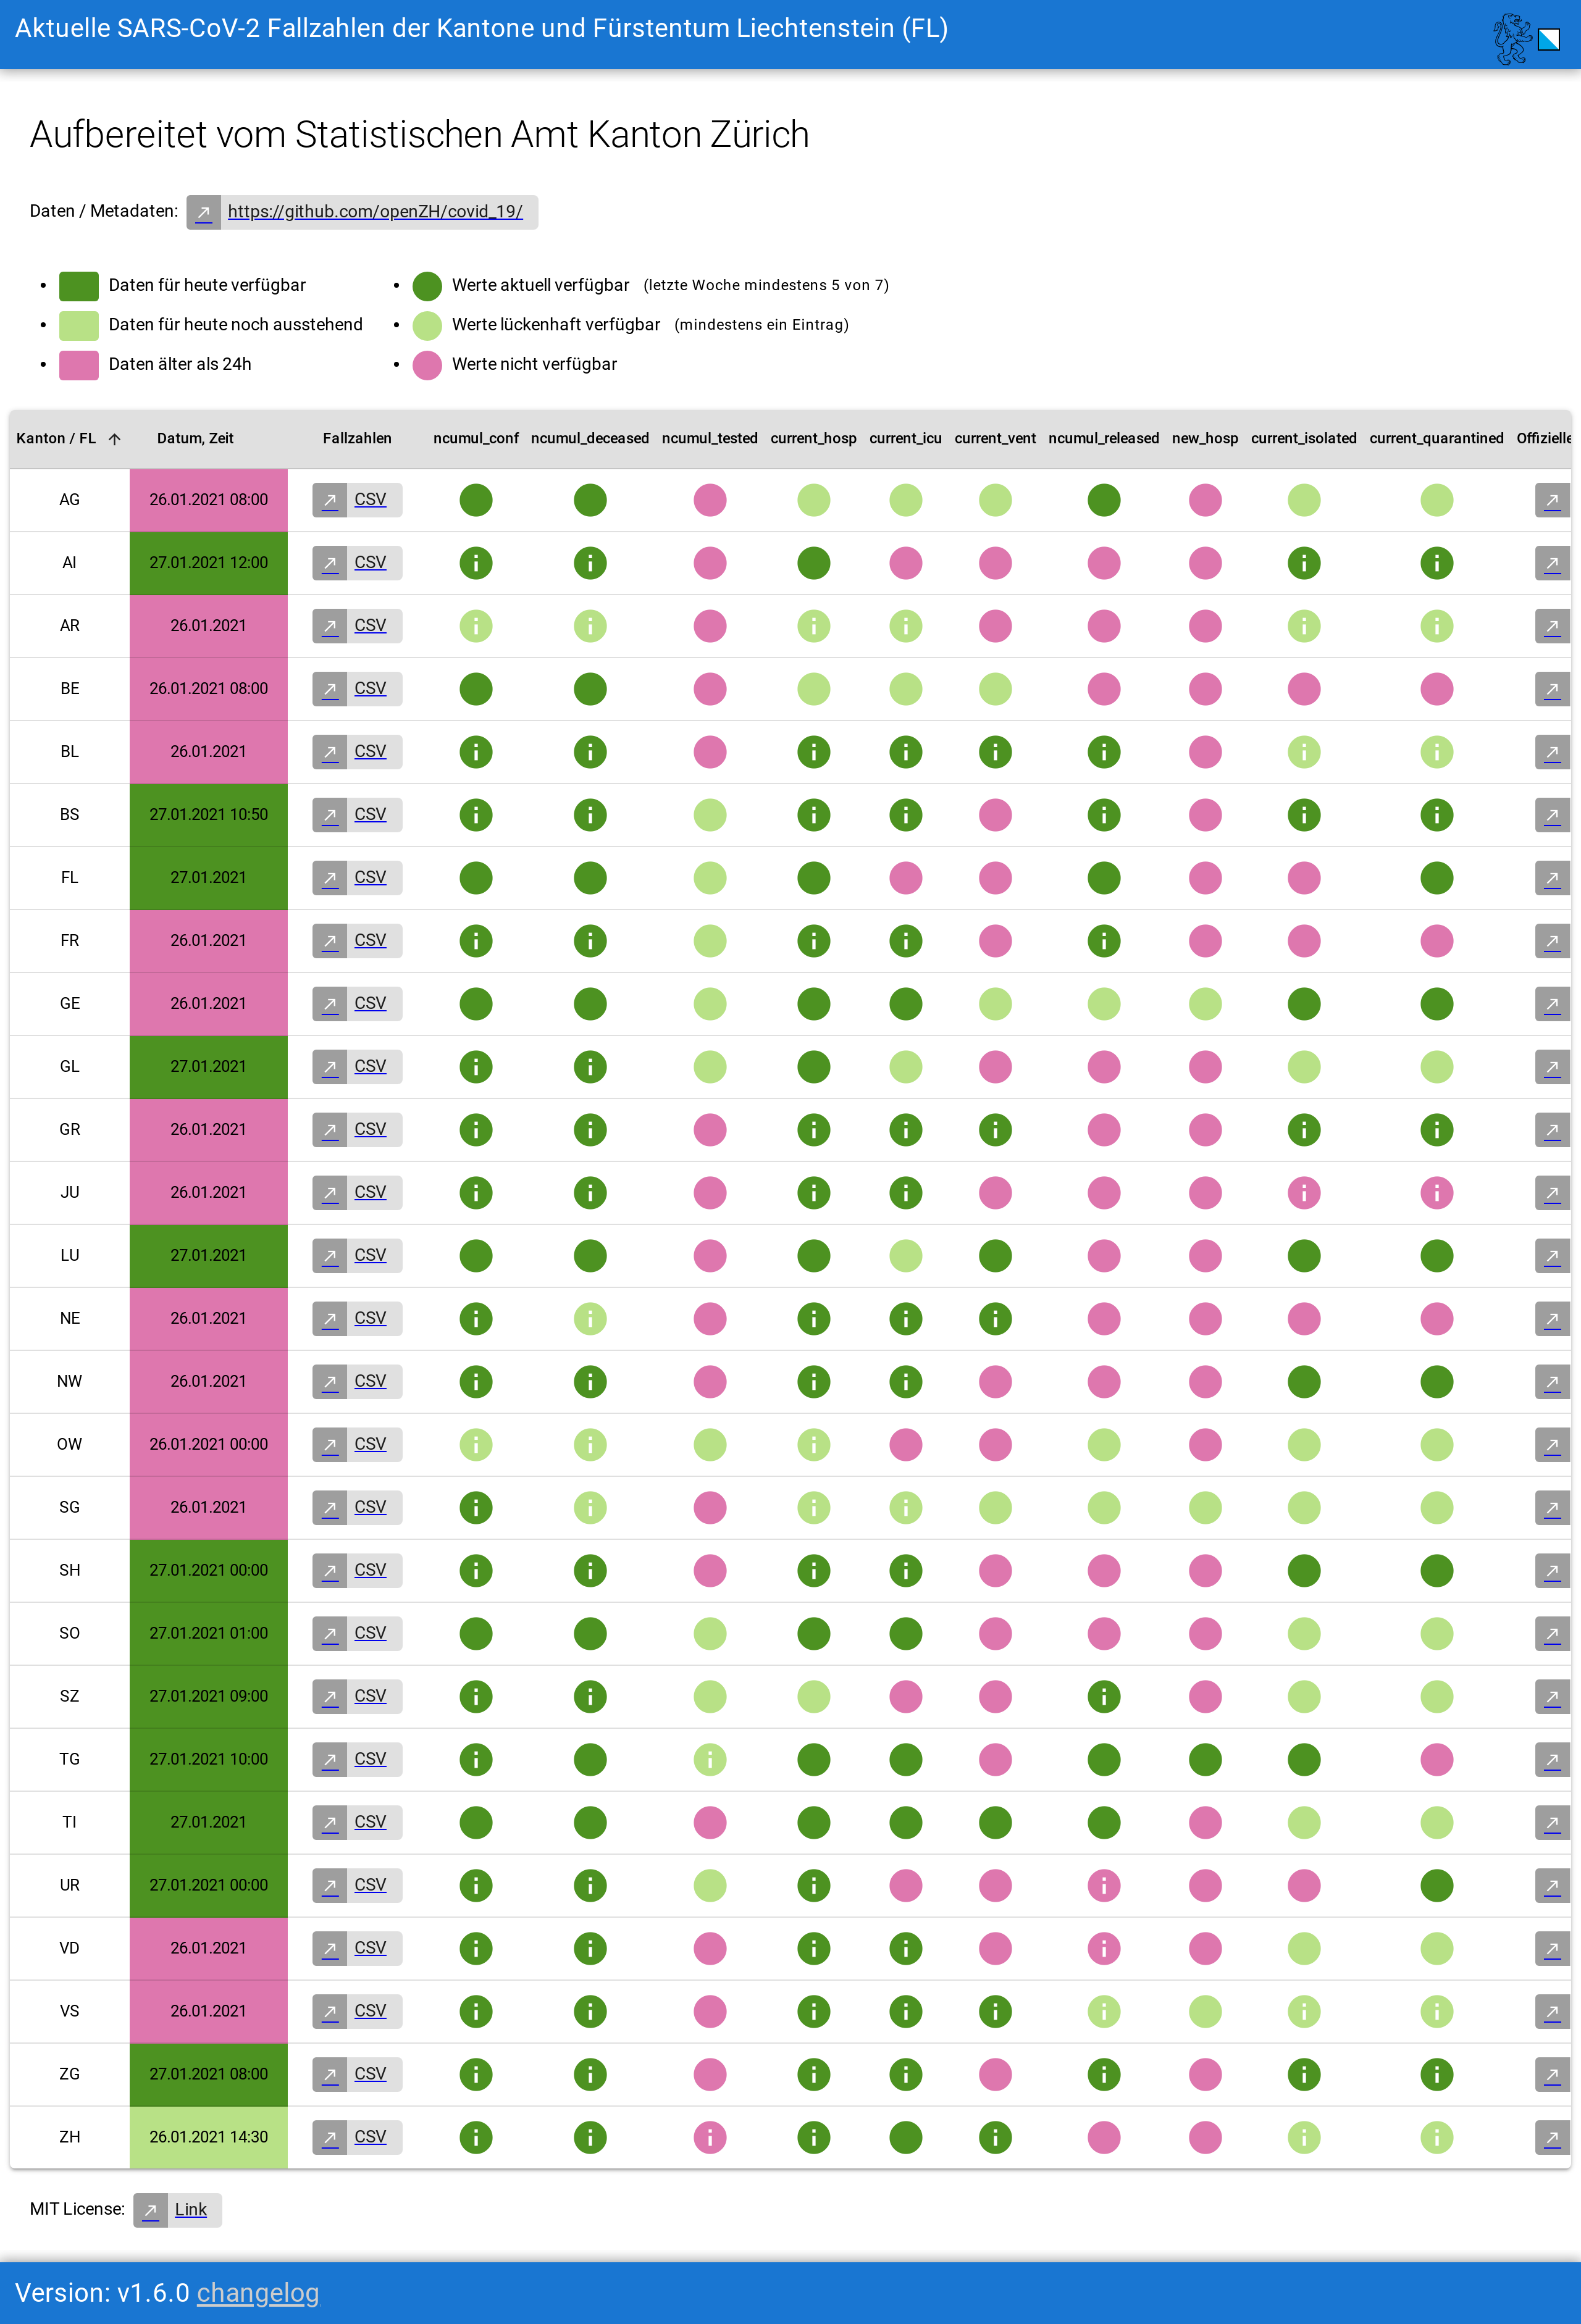 Aktuelle SARS-CoV-2 Fallzahlen der Kantone und Fürstentum Liechtenstein (FL)
Aufbereitet vom Statistischen Amt Kanton Zürich
Daten / Metadaten: https://github.com/openZH/covid_19/
Daten für heute verfügbar
Daten für heute noch ausstehend
Daten älter als 24h
Werte aktuell verfügbar (letzte Woche mindestens 5 von 7)
Werte lückenhaft verfügbar (mindestens ein Eintrag)
Werte nicht verfügbar
Kanton / FL Datum, Zeit Fallzahlen ncumul_conf ncumul_deceased ncumul_tested current_hosp current_icu current_vent ncumul_released new_hosp current_isolated current_quarantined Offizielle
AG 26.01.2021 08:00 CSV
AI 27.01.2021 12:00 CSV
AR 26.01.2021 CSV
BE 26.01.2021 08:00 CSV
BL 26.01.2021 CSV
BS 27.01.2021 10:50 CSV
FL 27.01.2021 CSV
FR 26.01.2021 CSV
GE 26.01.2021 CSV
GL 27.01.2021 CSV
GR 26.01.2021 CSV
JU 26.01.2021 CSV
LU 27.01.2021 CSV
NE 26.01.2021 CSV
NW 26.01.2021 CSV
OW 26.01.2021 00:00 CSV
SG 26.01.2021 CSV
SH 27.01.2021 00:00 CSV
SO 27.01.2021 01:00 CSV
SZ 27.01.2021 09:00 CSV
TG 27.01.2021 10:00 CSV
TI 27.01.2021 CSV
UR 27.01.2021 00:00 CSV
VD 26.01.2021 CSV
VS 26.01.2021 CSV
ZG 27.01.2021 08:00 CSV
ZH 26.01.2021 14:30 CSV
MIT License: Link
Version: v1.6.0 changelog